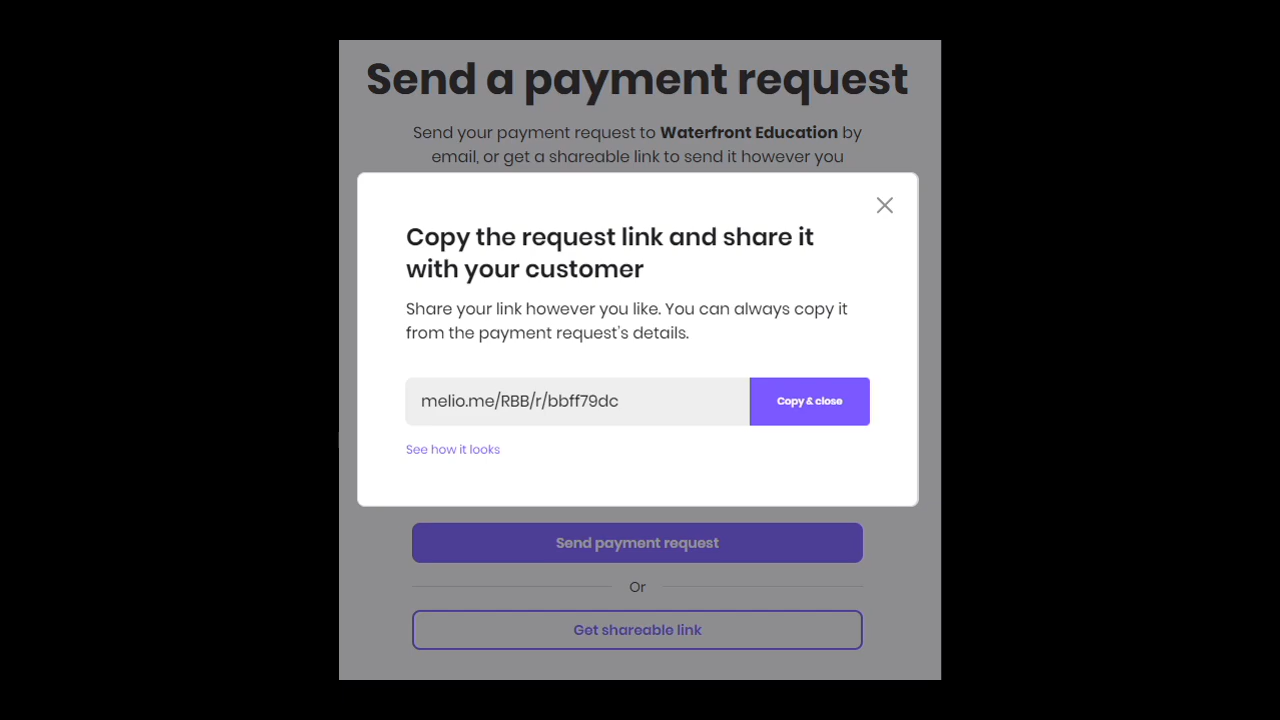 Send a payment request
Send your payment request to Waterfront Education by
email, or get a shareable link to send it however you
Copy the request link and share it
with your customer
Share your link however you like. You can always copy it
from the payment request's details.
melio.me/RBB/r/bbff79dc
Copy & close
See how it looks
Send payment request
Or
Get shareable link